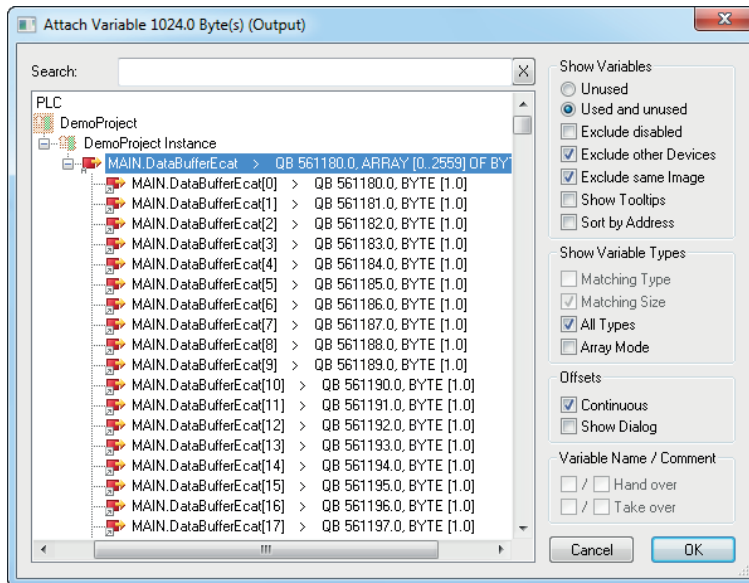 Attach Variable 1024.0 Byte(s) (Output)
Search:
X
PLC
DemoProject
DemoProject Instance
MAIN.DataBufferEcat > QB 561180.0, ARRAY [0..2559] OF BYT
MAIN.DataBufferEcat[0] > QB 561180.0, BYTE [1.0]
MAIN.DataBufferEcat[1] > QB 561181.0, BYTE [1.0]
MAIN.DataBufferEcat[2] > QB 561182.0, BYTE [1.0]
MAIN.DataBufferEcat[3] > QB 561183.0, BYTE [1.0]
MAIN.DataBufferEcat[4] > QB 561184.0, BYTE [1.0]
MAIN.DataBufferEcat[5] > QB 561185.0, BYTE [1.0]
MAIN.DataBufferEcat[6] > QB 561186.0, BYTE [1.0]
MAIN.DataBufferEcat[7] > QB 561187.0, BYTE [1.0]
MAIN.DataBufferEcat[8] > QB 561188.0, BYTE [1.0]
MAIN.DataBufferEcat[9] > QB 561189.0, BYTE [1.0]
MAIN.DataBufferEcat[10] > QB 561190.0, BYTE [1.0]
MAIN.DataBufferEcat[11] > QB 561191.0, BYTE [1.0]
MAIN.DataBufferEcat[12] > QB 561192.0, BYTE [1.0]
MAIN.DataBufferEcat[13] > QB 561193.0, BYTE [1.0]
MAIN.DataBufferEcat[14] > QB 561194.0, BYTE [1.0]
MAIN.DataBufferEcat[15] > QB 561195.0, BYTE [1.0]
MAIN.DataBufferEcat[16] > QB 561196.0, BYTE [1.0]
MAIN.DataBufferEcat[17] > QB 561197.0, BYTE [1.0]
Show Variables
Unused
Used and unused
Exclude disabled
Exclude other Devices
Exclude same Image
Show Tooltips
Sort by Address
Show Variable Types
Matching Type
Matching Size
All Types
Array Mode
Offsets
Continuous
Show Dialog
Variable Name / Comment
/ Hand over
/ Take over
Cancel
OK